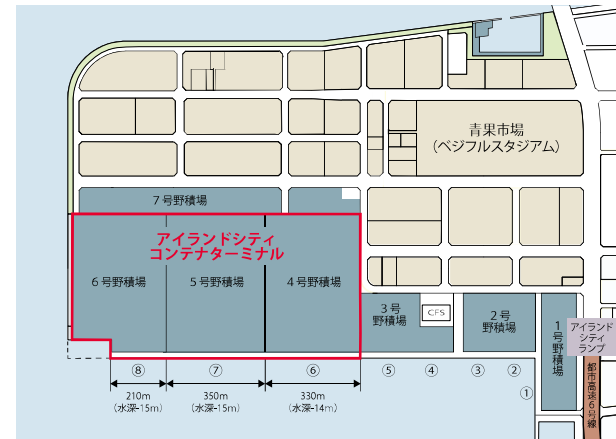 青果市場
（ベジフルスタジアム）
7号野積場
アイランドシティ
コンテナターミナル
6号野積場
5号野積場
4号野積場
3号
野積場
CFS
2号
野積場
1号野積場
アイランド
シティ
ランプ
都市高速6号線
⑧
⑦
⑥
⑤
④
③
②
①
210m
（水深-15m）
350m
（水深-15m）
330m
（水深-14m）